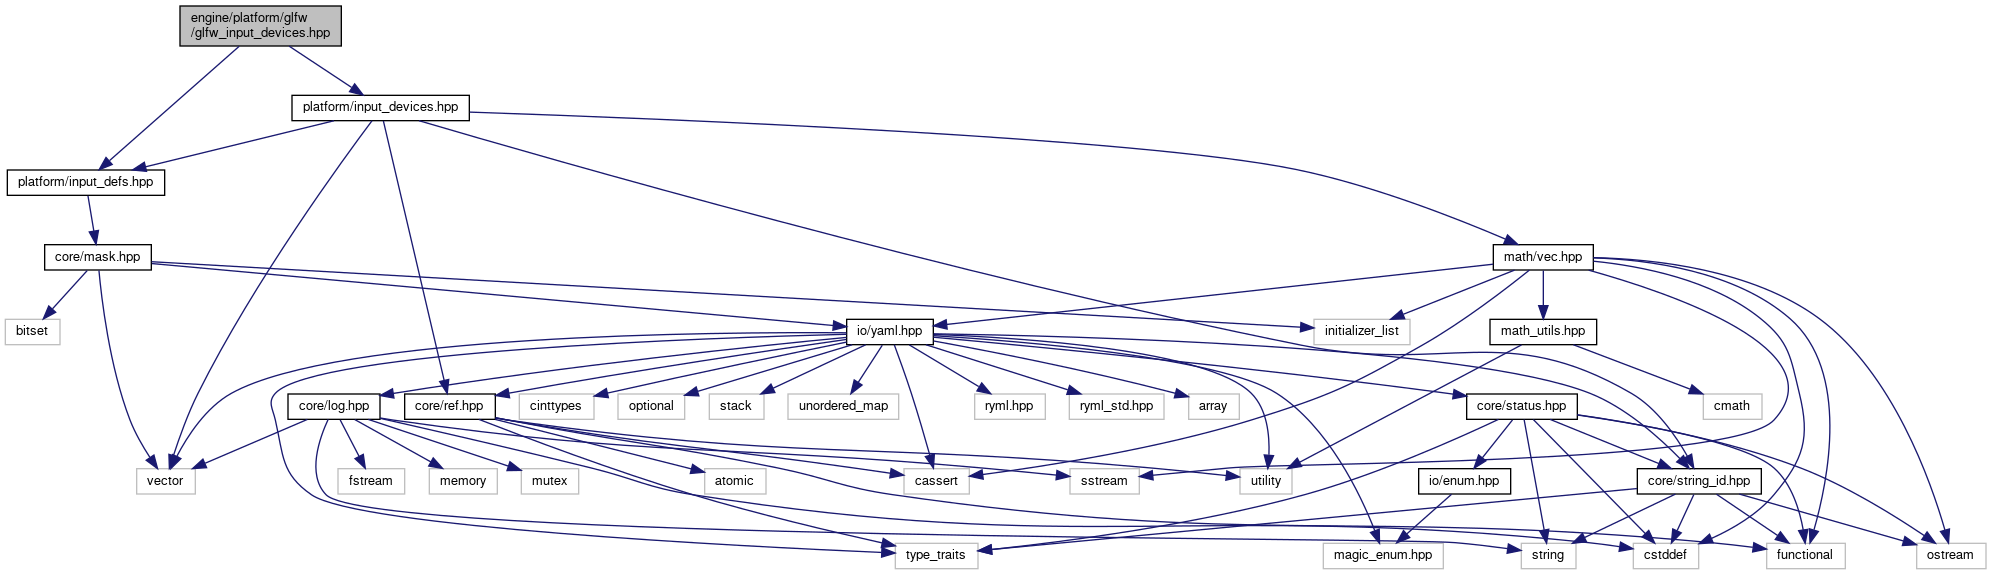 engine/platform/glfw
/glfw_input_devices.hpp
platform/input_devices.hpp
platform/input_defs.hpp
core/mask.hpp
math/vec.hpp
bitset
io/yaml.hpp
initializer_list
math_utils.hpp
core/log.hpp
core/ref.hpp
cinttypes
optional
stack
unordered_map
ryml.hpp
ryml_std.hpp
array
core/status.hpp
cmath
vector
fstream
memory
mutex
atomic
cassert
sstream
utility
io/enum.hpp
core/string_id.hpp
type_traits
magic_enum.hpp
string
cstddef
functional
ostream